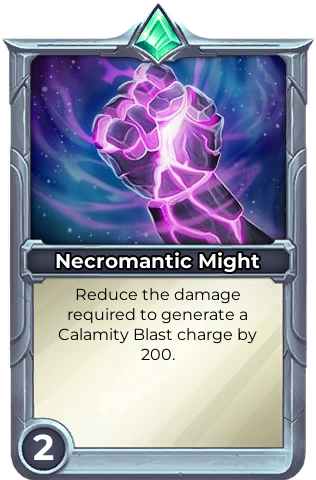 Necromantic Might
Reduce the damage
required to generate a
Calamity Blast charge by
200.
2